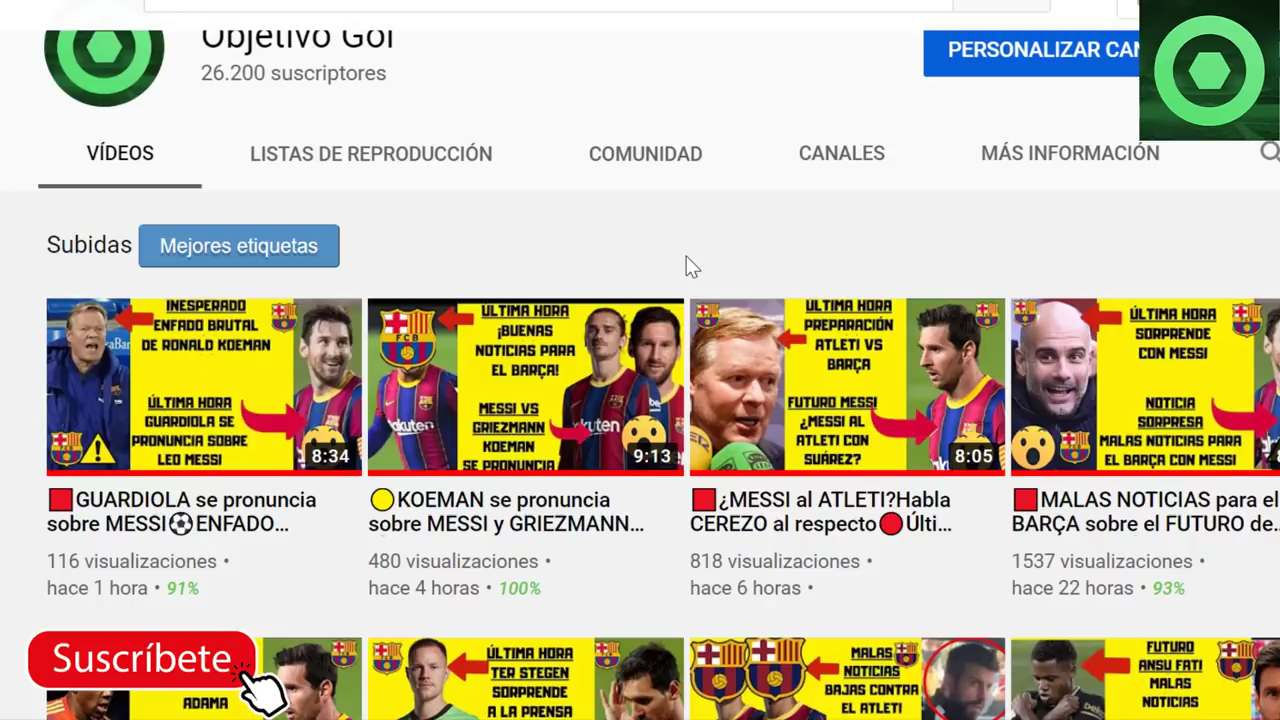 Objetivo Gol
26.200 suscriptores
PERSONALIZAR CAN
VÍDEOS
LISTAS DE REPRODUCCIÓN
COMUNIDAD
CANALES
MÁS INFORMACIÓN
Subidas
Mejores etiquetas
INESPERADO
ENFADO BRUTAL
DE RONALD KOEMAN
ÚLTIMA HORA
GUARDIOLA SE
PRONUNCIA SOBRE
LEO MESSI
8:34
ULTIMA HORA
¡BUENAS
NOTICIAS PARA
EL BARÇA!
MESSI VS
GRIEZMANN
KOEMAN
SE PRONUNCIA
FCB
9:13
ULTIMA HORA
PREPARACIÓN
ATLETI VS
BARÇA
FUTURO MESSI
¿MESSI AL
ATLETI CON
SUÁREZ?
8:05
ÚLTIMA HORA
SORPRENDE
CON MESSI
NOTICIA
SORPRESA
MALAS NOTICIAS PARA
EL BARÇA CON MESSI
GUARDIOLA se pronuncia
sobre MESSI⚽ENFADO...
116 visualizaciones •
hace 1 hora • 91%
KOEMAN se pronuncia
sobre MESSI y GRIEZMANN...
480 visualizaciones •
hace 4 horas • 100%
¿MESSI al ATLETI?Habla
CEREZO al respecto🔴Últi...
818 visualizaciones •
hace 6 horas •
MALAS NOTICIAS para el
BARÇA sobre el FUTURO de...
1537 visualizaciones •
hace 22 horas • 93%
Suscríbete
ADAMA
ÚLTIMA HORA
TER STEGEN
SORPRENDE
A LA PRENSA
MALAS
NOTICIAS
BAJAS CONTRA
EL ATLETI
FUTURO
ANSU FATI
MALAS
NOTICIAS